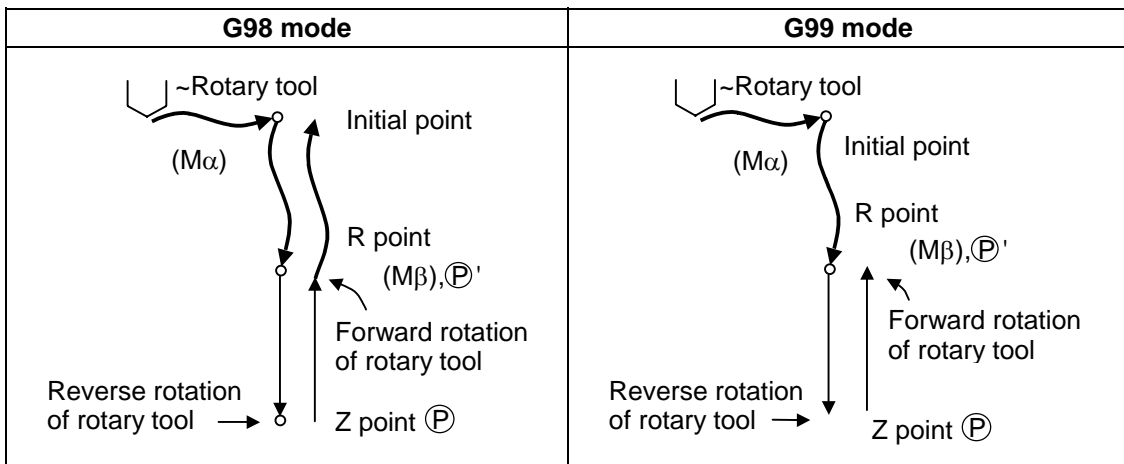 G98 mode
~Rotary tool
Initial point
(Mα)
R point
(Mβ),Ⓟ'
Forward rotation
of rotary tool
Reverse rotation
of rotary tool
Z point Ⓟ
G99 mode
~Rotary tool
(Mα)
Initial point
R point
(Mβ),Ⓟ'
Forward rotation
of rotary tool
Reverse rotation
of rotary tool
Z point Ⓟ